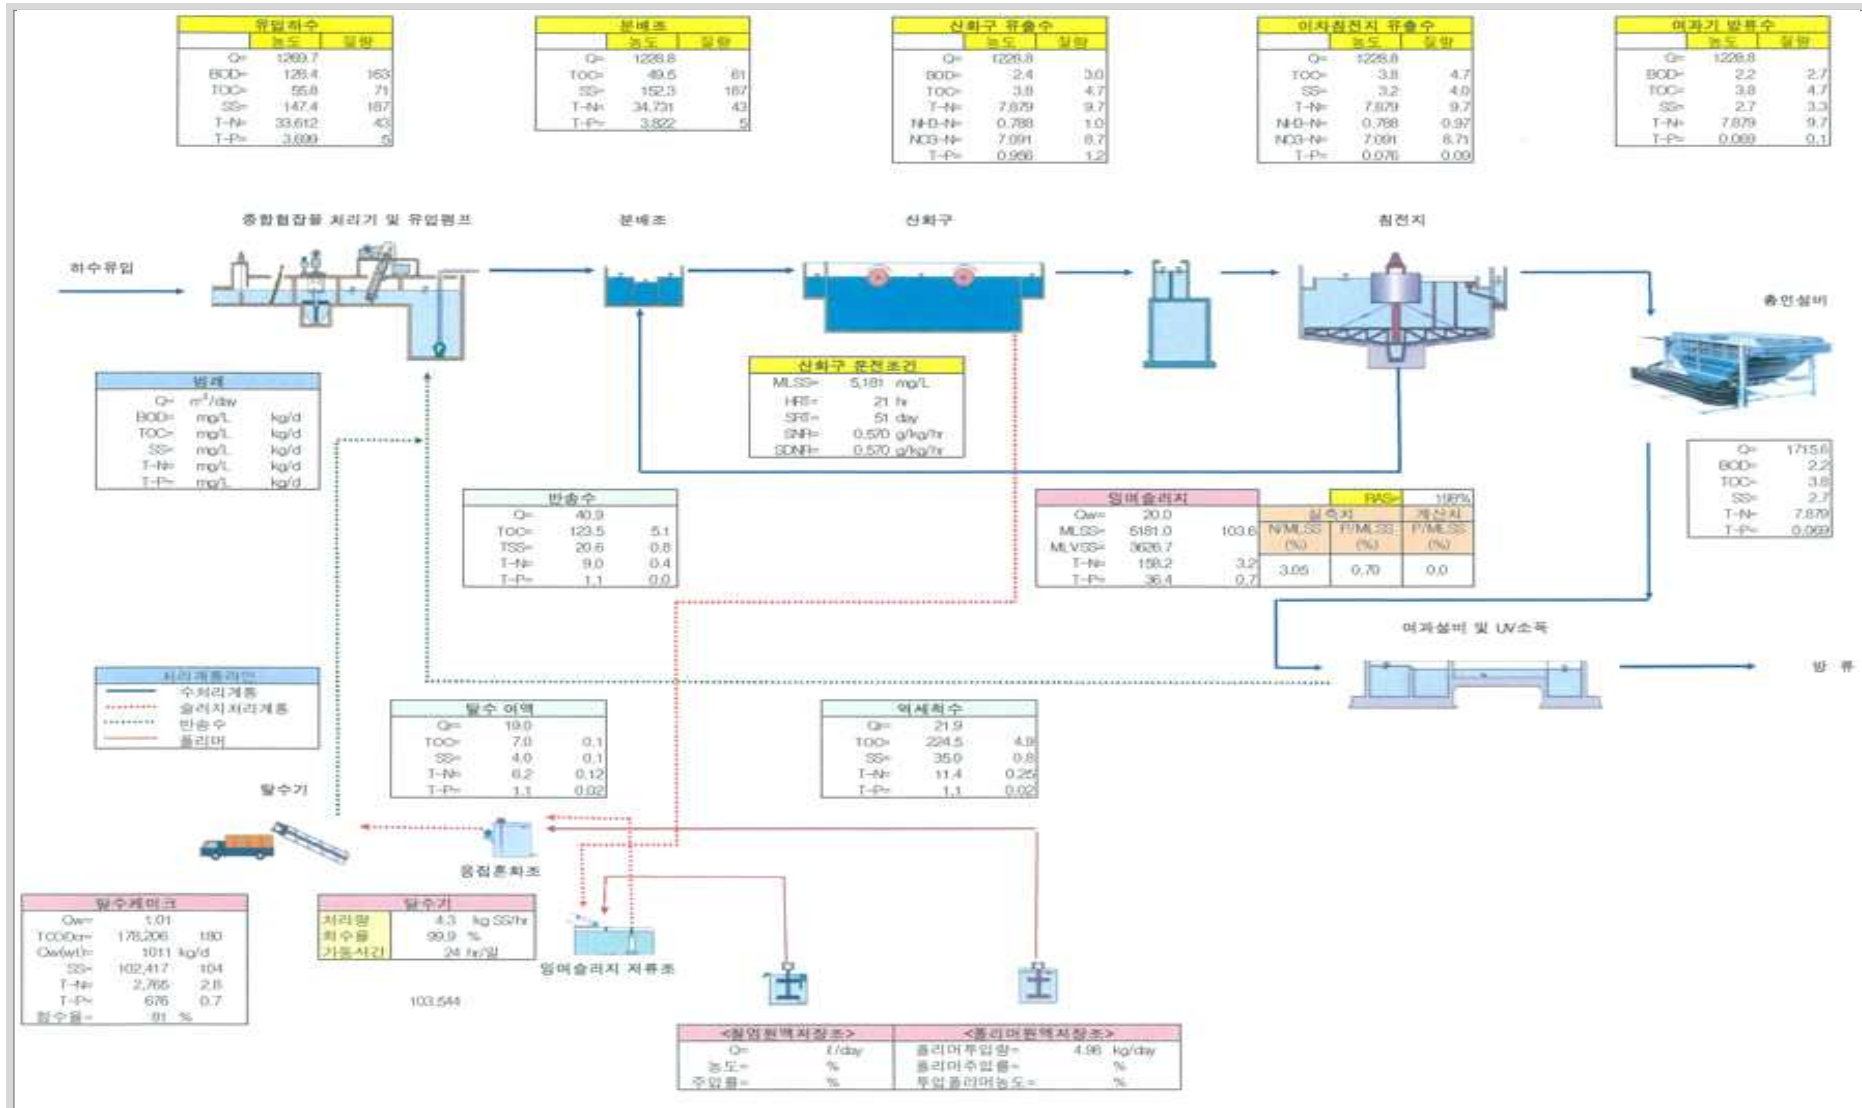 유입하수
농도 질량
Q= 1269.7
BOD= 128.4 163
TOC= 55.8 71
SS= 147.4 187
T-N= 33.612 43
T-P= 3.699 5
분배조
농도 질량
Q= 1228.8
TOC= 49.5 61
SS= 152.3 187
T-N= 34.731 43
T-P= 3.822 5
산화구 유출수
농도 질량
Q= 1228.8
BOD= 2.4 3.0
TOC= 3.8 4.7
T-N= 7.879 9.7
NH3-N= 0.788 1.0
NO3-N= 7.091 8.7
T-P= 0.956 1.2
이차침전지 유출수
농도 질량
Q= 1228.8
TOC= 3.8 4.7
SS= 3.2 4.0
T-N= 7.879 9.7
NH3-N= 0.788 0.97
NO3-N= 7.091 8.71
T-P= 0.076 0.09
여과기 방류수
농도 질량
Q= 1228.8
BOD= 2.2 2.7
TOC= 3.8 4.7
SS= 2.7 3.3
T-N= 7.879 9.7
T-P= 0.069 0.1
종합협잡물 처리기 및 유입펌프
분배조
산화구
침전지
하수유입
총인설비
범례
Q= m³/day
BOD= mg/L kg/d
TOC= mg/L kg/d
SS= mg/L kg/d
T-N= mg/L kg/d
T-P= mg/L kg/d
산화구 운전조건
MLSS= 5,181 mg/L
HRT= 21 hr
SRT= 51 day
SNR= 0.570 g/kg/hr
SDNR= 0.570 g/kg/hr
Q= 1715.6
BOD= 2.2
TOC= 3.8
SS= 2.7
T-N= 7.879
T-P= 0.069
반송수
Q= 40.9
TOC= 123.5 5.1
TSS= 20.6 0.8
T-N= 9.0 0.4
T-P= 1.1 0.0
잉여슬러지
Qw= 20.0
MLSS= 5181.0 103.6
MLVSS= 3626.7
T-N= 158.2 3.2
T-P= 36.4 0.7
RAS= 198%
실측치 계산치
N/MLSS P/MLSS P/MLSS
(%) (%) (%)
3.05 0.70 0.0
여과설비 및 UV소독
방 류
처리계통라인
수처리계통
슬러지처리계통
반송수
폴리머
탈수 여액
Qr= 19.0
TOC= 7.0 0.1
SS= 4.0 0.1
T-N= 6.2 0.12
T-P= 1.1 0.02
역세척수
Qr= 21.9
TOC= 224.5 4.9
SS= 35.0 0.8
T-N= 11.4 0.25
T-P= 1.1 0.02
탈수기
응집혼화조
잉여슬러지 저류조
탈수케이크
Qw= 1.01
TCODcr= 178,206 180
Qw(wt)= 1011 kg/d
SS= 102,417 104
T-N= 2,765 2.8
T-P= 676 0.7
함수율= 81 %
탈수기
처리량 4.3 kg SS/hr
회수율 99.9 %
가동시간 24 hr/일
103.544
Q= ℓ/day
농도= %
주입률= %
<폴리머원액저장조>
폴리머투입량= 4.96 kg/day
폴리머주입률= %
투입폴리머농도= %